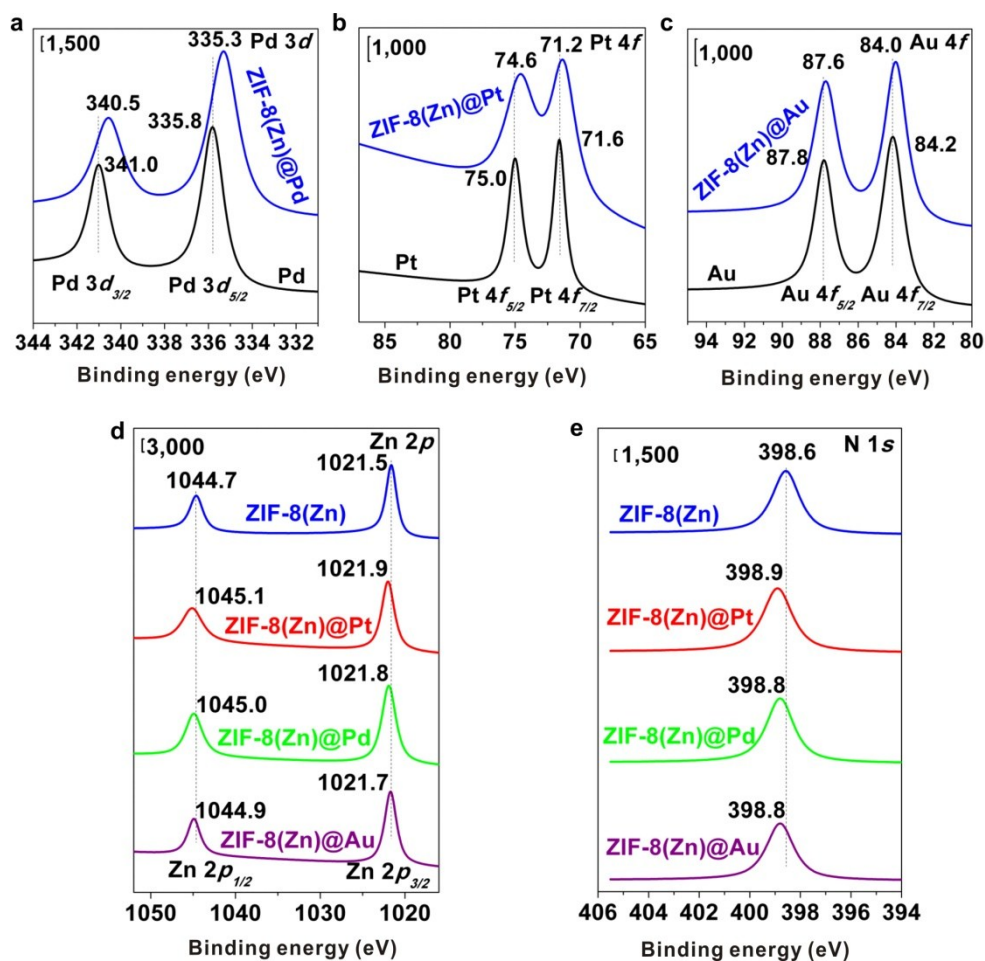 a
[1,500
335.3
Pd 3d
340.5
335.8
341.0
ZIF-8(Zn)@Pd
Pd 3d3/2
Pd 3d5/2
Pd
344 342 340 338 336 334 332
Binding energy (eV)
b
[1,000
74.6
71.2
Pt 4f
ZIF-8(Zn)@Pt
75.0
71.6
Pt
Pt 4f5/2
Pt 4f7/2
85 80 75 70 65
Binding energy (eV)
c
[1,000
87.6
84.0
Au 4f
ZIF-8(Zn)@Au
87.8
84.2
Au
Au 4f5/2
Au 4f7/2
95 94 92 90 88 86 84 82 80
Binding energy (eV)
d
[3,000
Zn 2p
1044.7
1021.5
ZIF-8(Zn)
1045.1
1021.9
ZIF-8(Zn)@Pt
1045.0
1021.8
ZIF-8(Zn)@Pd
1044.9
1021.7
ZIF-8(Zn)@Au
Zn 2p1/2
Zn 2p3/2
1050 1040 1030 1020
Binding energy (eV)
e
[1,500
398.6
N 1s
ZIF-8(Zn)
398.9
ZIF-8(Zn)@Pt
398.8
ZIF-8(Zn)@Pd
398.8
ZIF-8(Zn)@Au
406 404 402 400 398 396 394
Binding energy (eV)